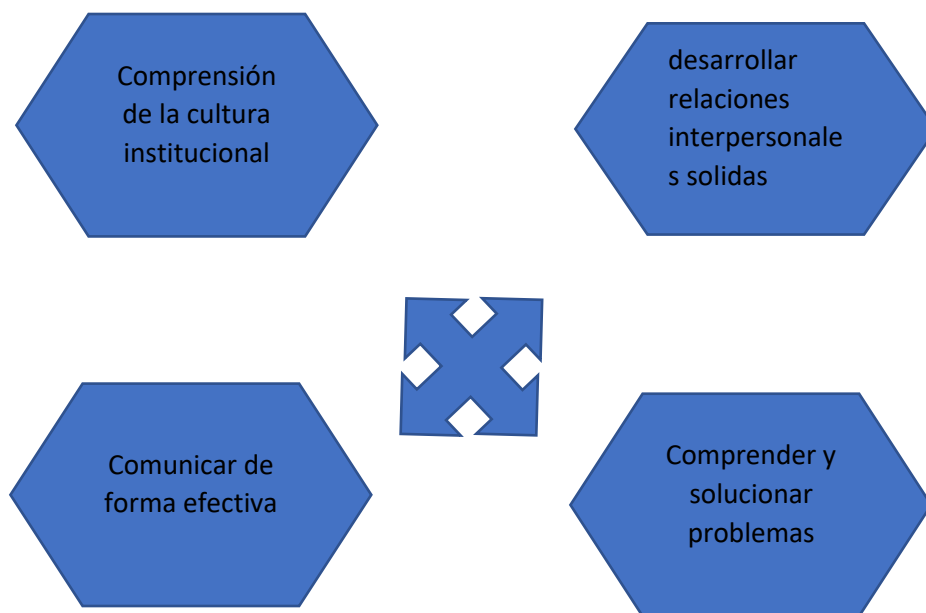 Comprensión
de la cultura
institucional
desarrollar
relaciones
interpersonale
s solidas
Comunicar de
forma efectiva
Comprender y
solucionar
problemas